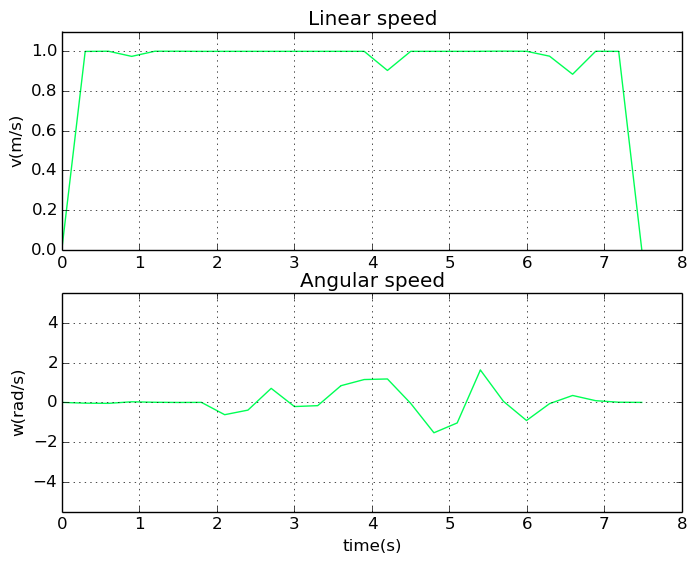 Linear speed
1.0
0.8
0.6
0.4
0.2
0.0
v(m/s)
0 1 2 3 4 5 6 7 8
Angular speed
4
2
0
−2
−4
w(rad/s)
0 1 2 3 4 5 6 7 8
time(s)